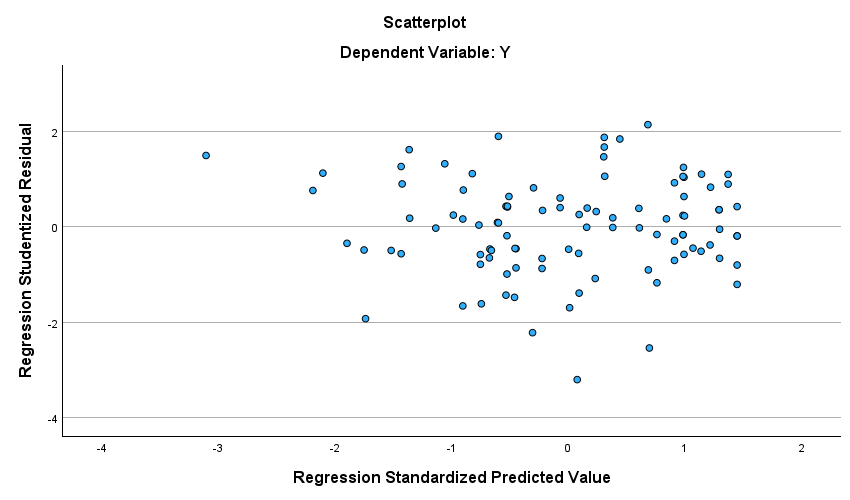 Scatterplot
Dependent Variable: Y
Regression Studentized Residual
2
0
-2
-4
-4 -3 -2 -1 0 1 2
Regression Standardized Predicted Value